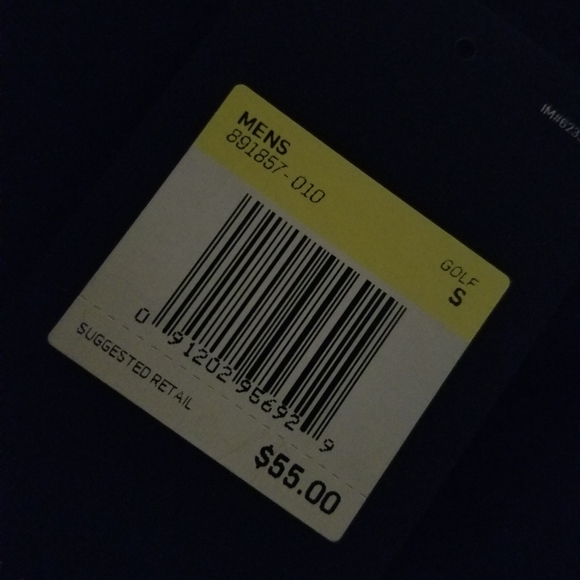 MENS
891857-010
GOLF
S
0 91202 95692 9
SUGGESTED RETAIL
$55.00